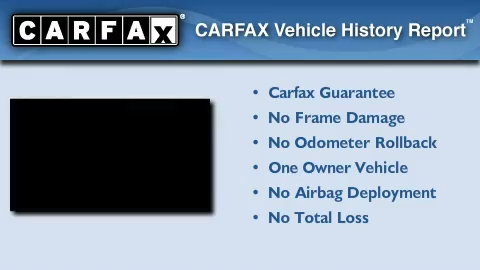 CARFAX® CARFAX Vehicle History Report™
• Carfax Guarantee
• No Frame Damage
• No Odometer Rollback
• One Owner Vehicle
• No Airbag Deployment
• No Total Loss